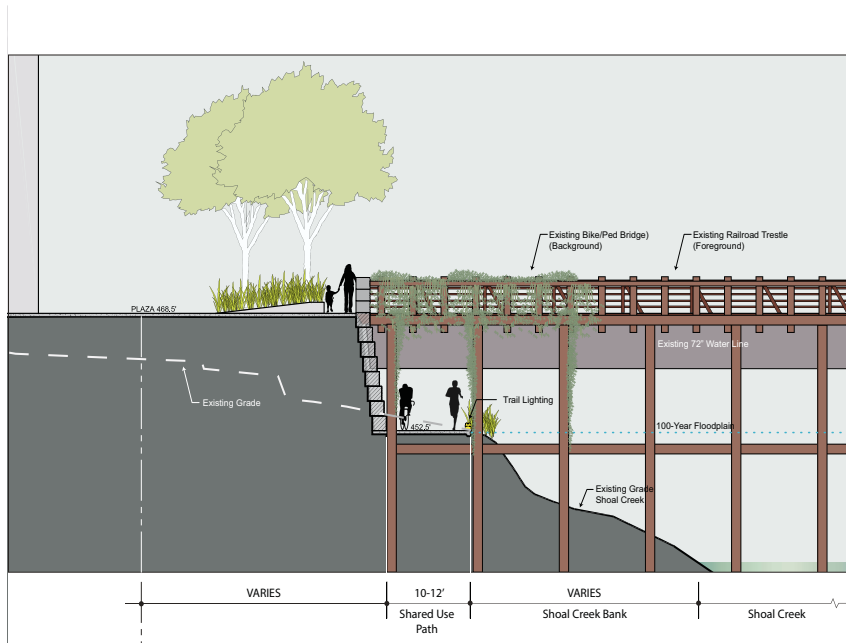 Existing Bike/Ped Bridge)
(Background)
Existing Railroad Trestle
(Foreground)
PLAZA 468.5'
Existing 72" Water Line
Existing Grade
Trail Lighting
452.5'
100-Year Floodplain
Existing Grade
Shoal Creek
VARIES
10-12'
VARIES
Shared Use
Path
Shoal Creek Bank
Shoal Creek